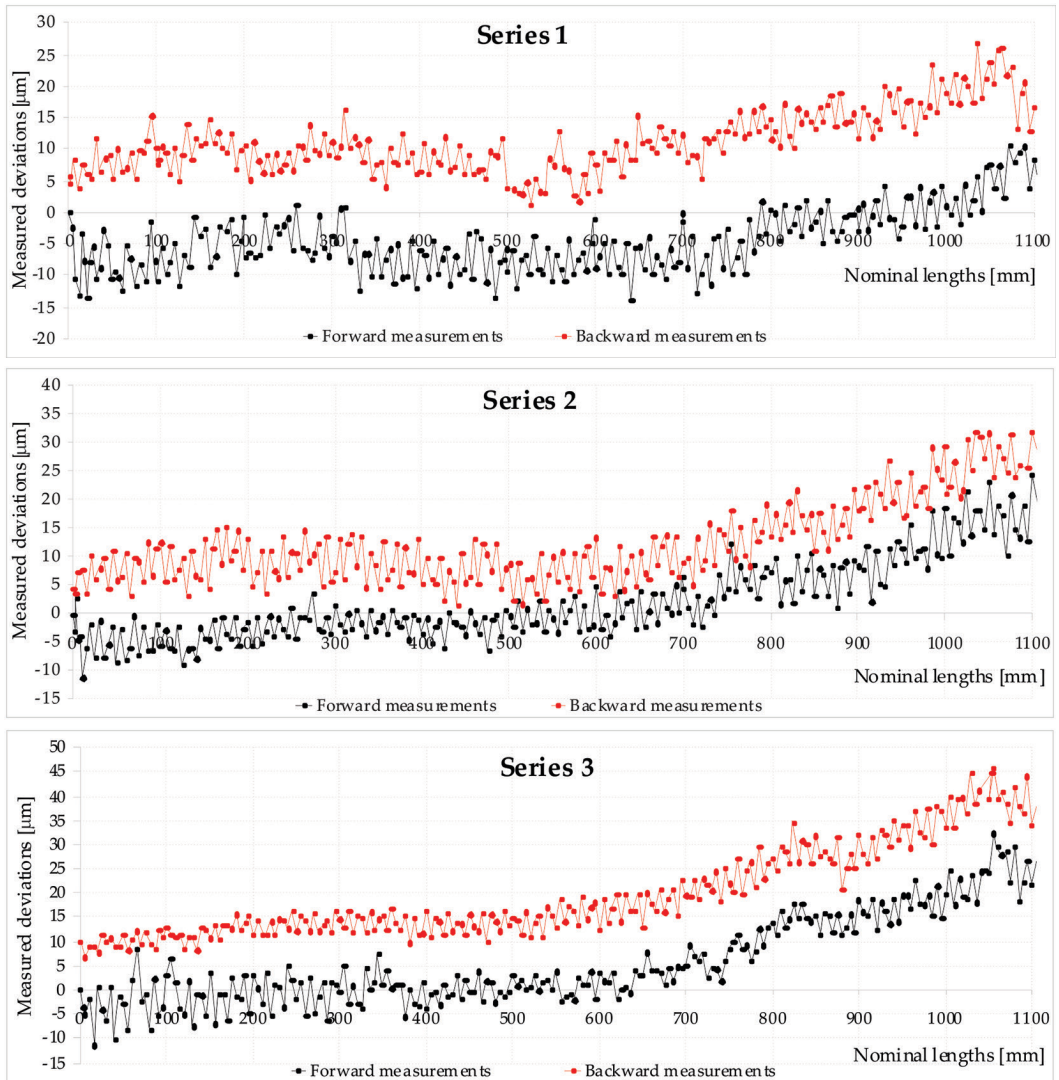 Series 1
Measured deviations [µm]
30
25
20
15
10
5
0
-5
-10
-15
-20
0 100 200 300 400 500 600 700 800 900 1000 1100
Nominal lengths [mm]
Forward measurements Backward measurements
Series 2
Measured deviations [µm]
40
35
30
25
20
15
10
5
0
-5
-10
-15
0 100 200 300 400 500 600 700 800 900 1000 1100
Nominal lengths [mm]
Forward measurements Backward measurements
Series 3
Measured deviations [µm]
50
45
40
35
30
25
20
15
10
5
0
-5
-10
-15
0 100 200 300 400 500 600 700 800 900 1000 1100
Nominal lengths [mm]
Forward measurements Backward measurements